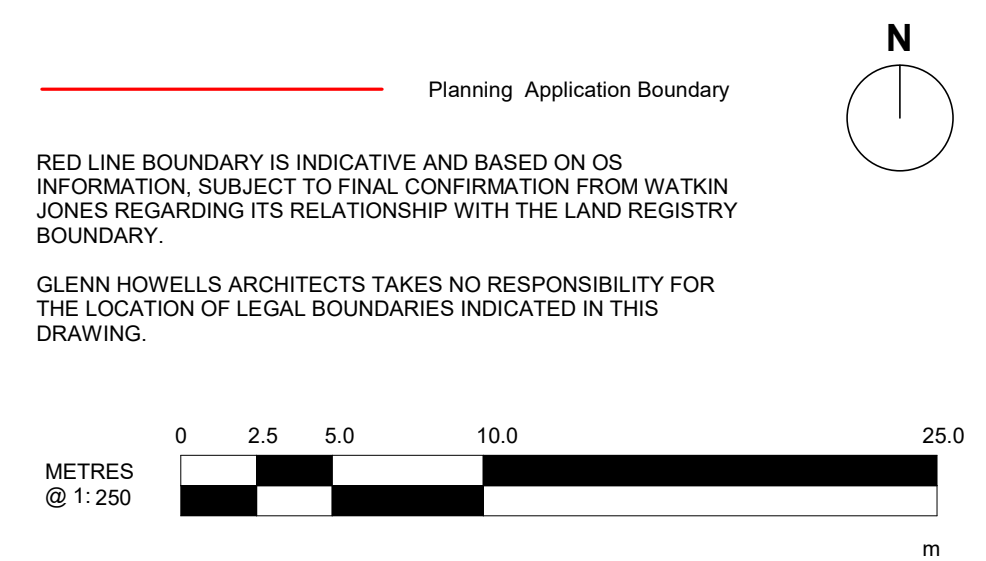 N
Planning Application Boundary
RED LINE BOUNDARY IS INDICATIVE AND BASED ON OS
INFORMATION, SUBJECT TO FINAL CONFIRMATION FROM WATKIN
JONES REGARDING ITS RELATIONSHIP WITH THE LAND REGISTRY
BOUNDARY.
GLENN HOWELLS ARCHITECTS TAKES NO RESPONSIBILITY FOR
THE LOCATION OF LEGAL BOUNDARIES INDICATED IN THIS
DRAWING.
0 2.5 5.0 10.0 25.0
METRES
@ 1: 250
m